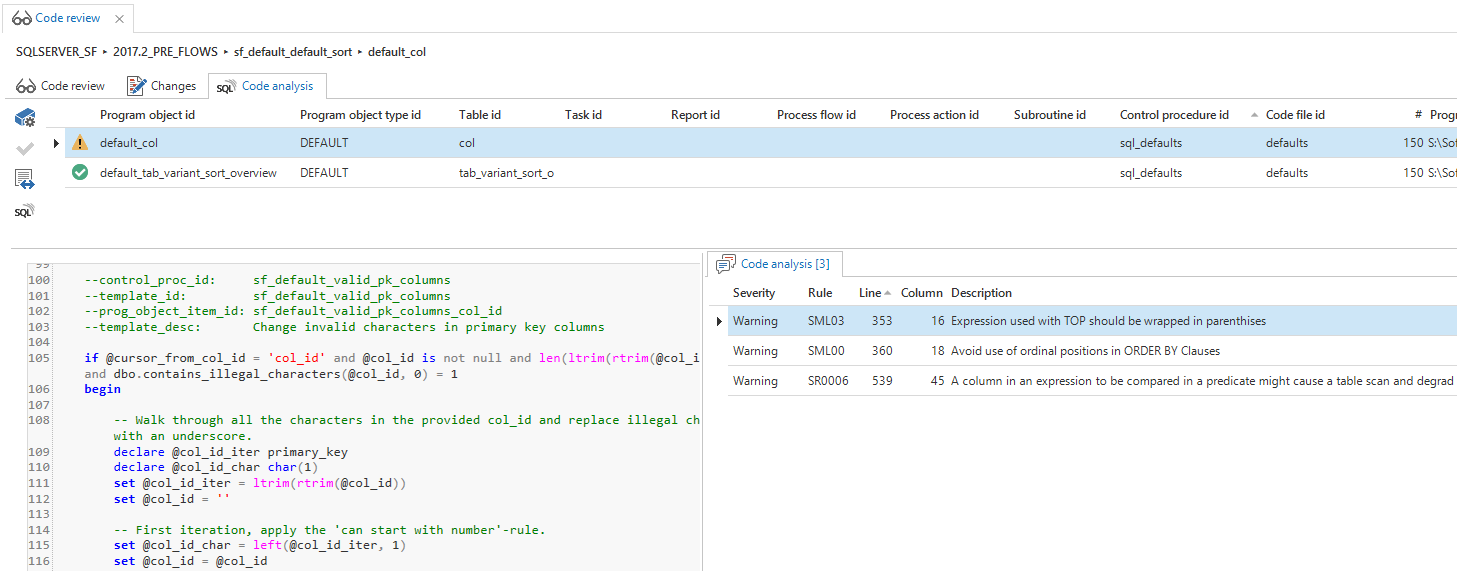 Code review
SQLSERVER_SF ▸ 2017.2_PRE_FLOWS ▸ sf_default_default_sort ▸ default_col
Code review Changes SQL Code analysis
Program object id Program object type id Table id Task id Report id Process flow id Process action id Subroutine id Control procedure id Code file id # Progr
default_col DEFAULT col sql_defaults defaults 150 S:\Sof
default_tab_variant_sort_overview DEFAULT tab_variant_sort_o sql_defaults defaults 150 S:\Sof
SQL
Code analysis [3]
Severity Rule Line Column Description
Warning SML03 353 16 Expression used with TOP should be wrapped in parenthises
Warning SML00 360 18 Avoid use of ordinal positions in ORDER BY Clauses
Warning SR0006 539 45 A column in an expression to be compared in a predicate might cause a table scan and degrad
99
100 --control_proc_id: sf_default_valid_pk_columns
101 --template_id: sf_default_valid_pk_columns
102 --prog_object_item_id: sf_default_valid_pk_columns_col_id
103 --template_desc: Change invalid characters in primary key columns
104
105 if @cursor_from_col_id = 'col_id' and @col_id is not null and len(ltrim(rtrim(@col_i
and dbo.contains_illegal_characters(@col_id, 0) = 1
106 begin
107
108 -- Walk through all the characters in the provided col_id and replace illegal ch
with an underscore.
109 declare @col_id_iter primary_key
110 declare @col_id_char char(1)
111 set @col_id_iter = ltrim(rtrim(@col_id))
112 set @col_id = ''
113
114 -- First iteration, apply the 'can start with number'-rule.
115 set @col_id_char = left(@col_id_iter, 1)
116 set @col_id = @col_id